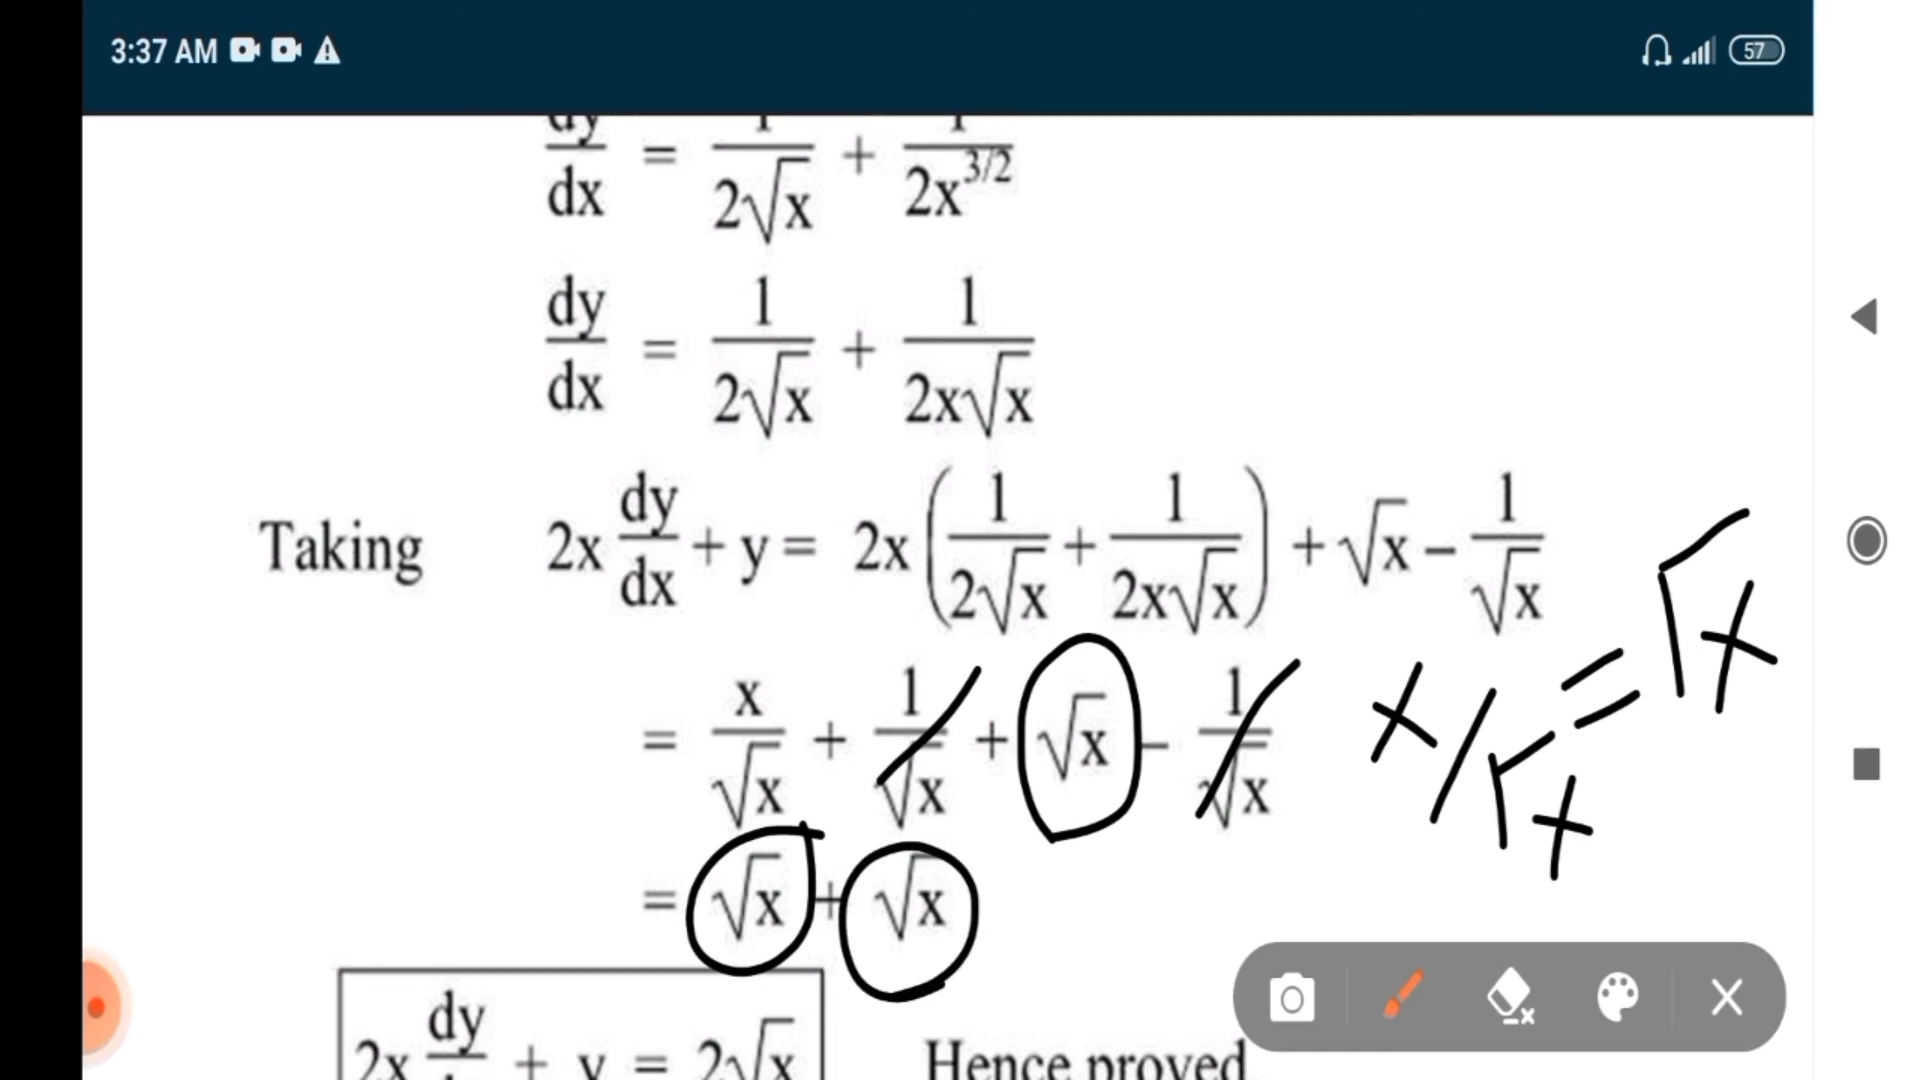 3:37 AM 57
dy/dx = 1/2√x + 1/2x^3/2
dy/dx = 1/2√x + 1/2x√x
Taking 2x dy/dx + y = 2x (1/2√x + 1/2x√x) + √x − 1/√x
= x/√x + 1/√x + √x − 1/√x x/√x = √x
= √x + √x
2x dy/dx + y = 2√x Hence proved